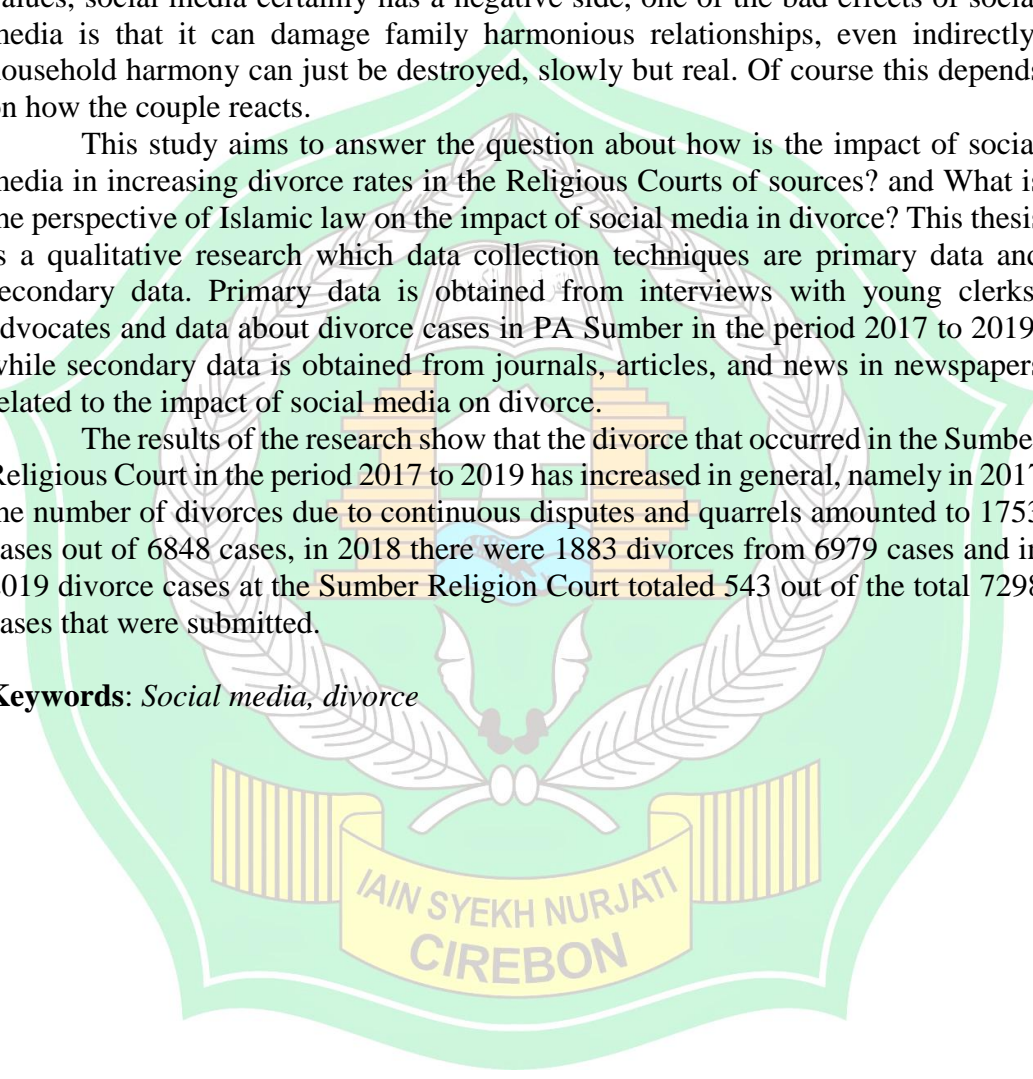 values, social media certainly has a negative side, one of the bad effects of social
media is that it can damage family harmonious relationships, even indirectly
household harmony can just be destroyed, slowly but real. Of course this depends
on how the couple reacts.
This study aims to answer the question about how is the impact of social
media in increasing divorce rates in the Religious Courts of sources? and What is
the perspective of Islamic law on the impact of social media in divorce? This thesis
is a qualitative research which data collection techniques are primary data and
secondary data. Primary data is obtained from interviews with young clerks,
advocates and data about divorce cases in PA Sumber in the period 2017 to 2019,
while secondary data is obtained from journals, articles, and news in newspapers
related to the impact of social media on divorce.
The results of the research show that the divorce that occurred in the Sumber
Religious Court in the period 2017 to 2019 has increased in general, namely in 2017
the number of divorces due to continuous disputes and quarrels amounted to 1753
cases out of 6848 cases, in 2018 there were 1883 divorces from 6979 cases and in
2019 divorce cases at the Sumber Religion Court totaled 543 out of the total 7298
cases that were submitted.
Keywords: Social media, divorce
IAIN SYEKH NURJATI
CIREBON